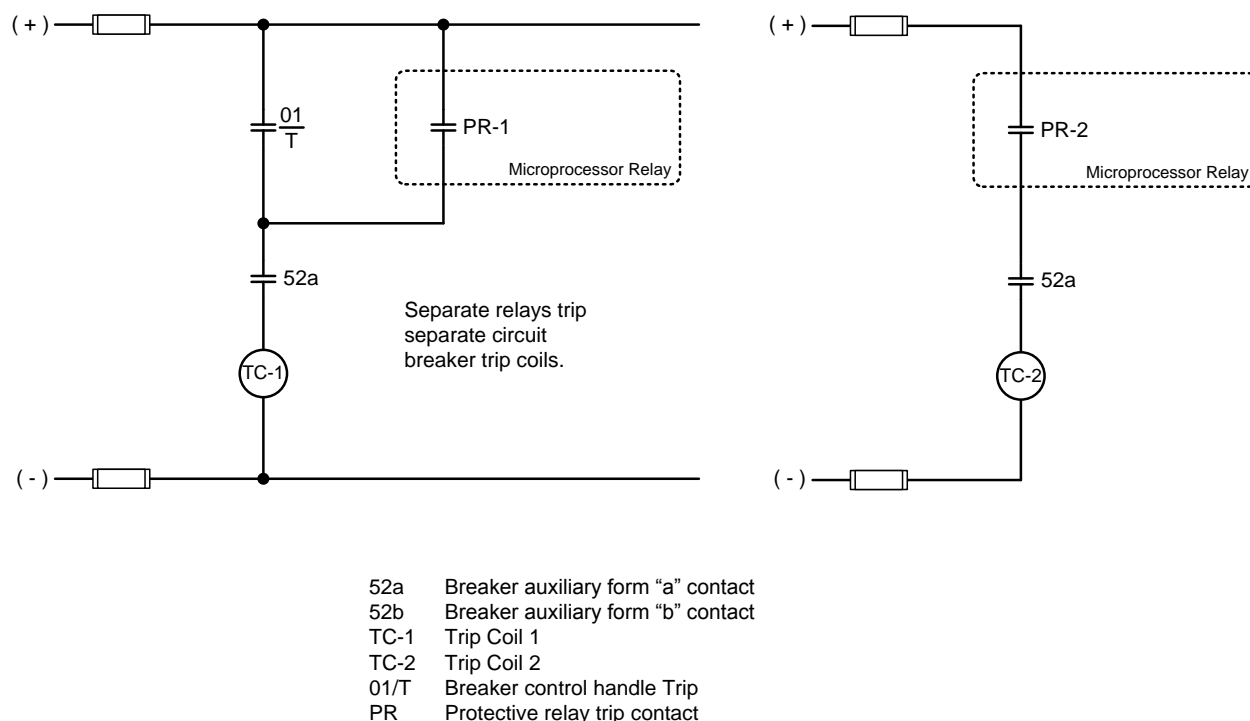 (+)
(+)
01
T
PR-1
Microprocessor Relay
PR-2
Microprocessor Relay
52a
52a
Separate relays trip
separate circuit
breaker trip coils.
TC-1
TC-2
(-)
(-)
52a Breaker auxiliary form “a” contact
52b Breaker auxiliary form “b” contact
TC-1 Trip Coil 1
TC-2 Trip Coil 2
01/T Breaker control handle Trip
PR Protective relay trip contact